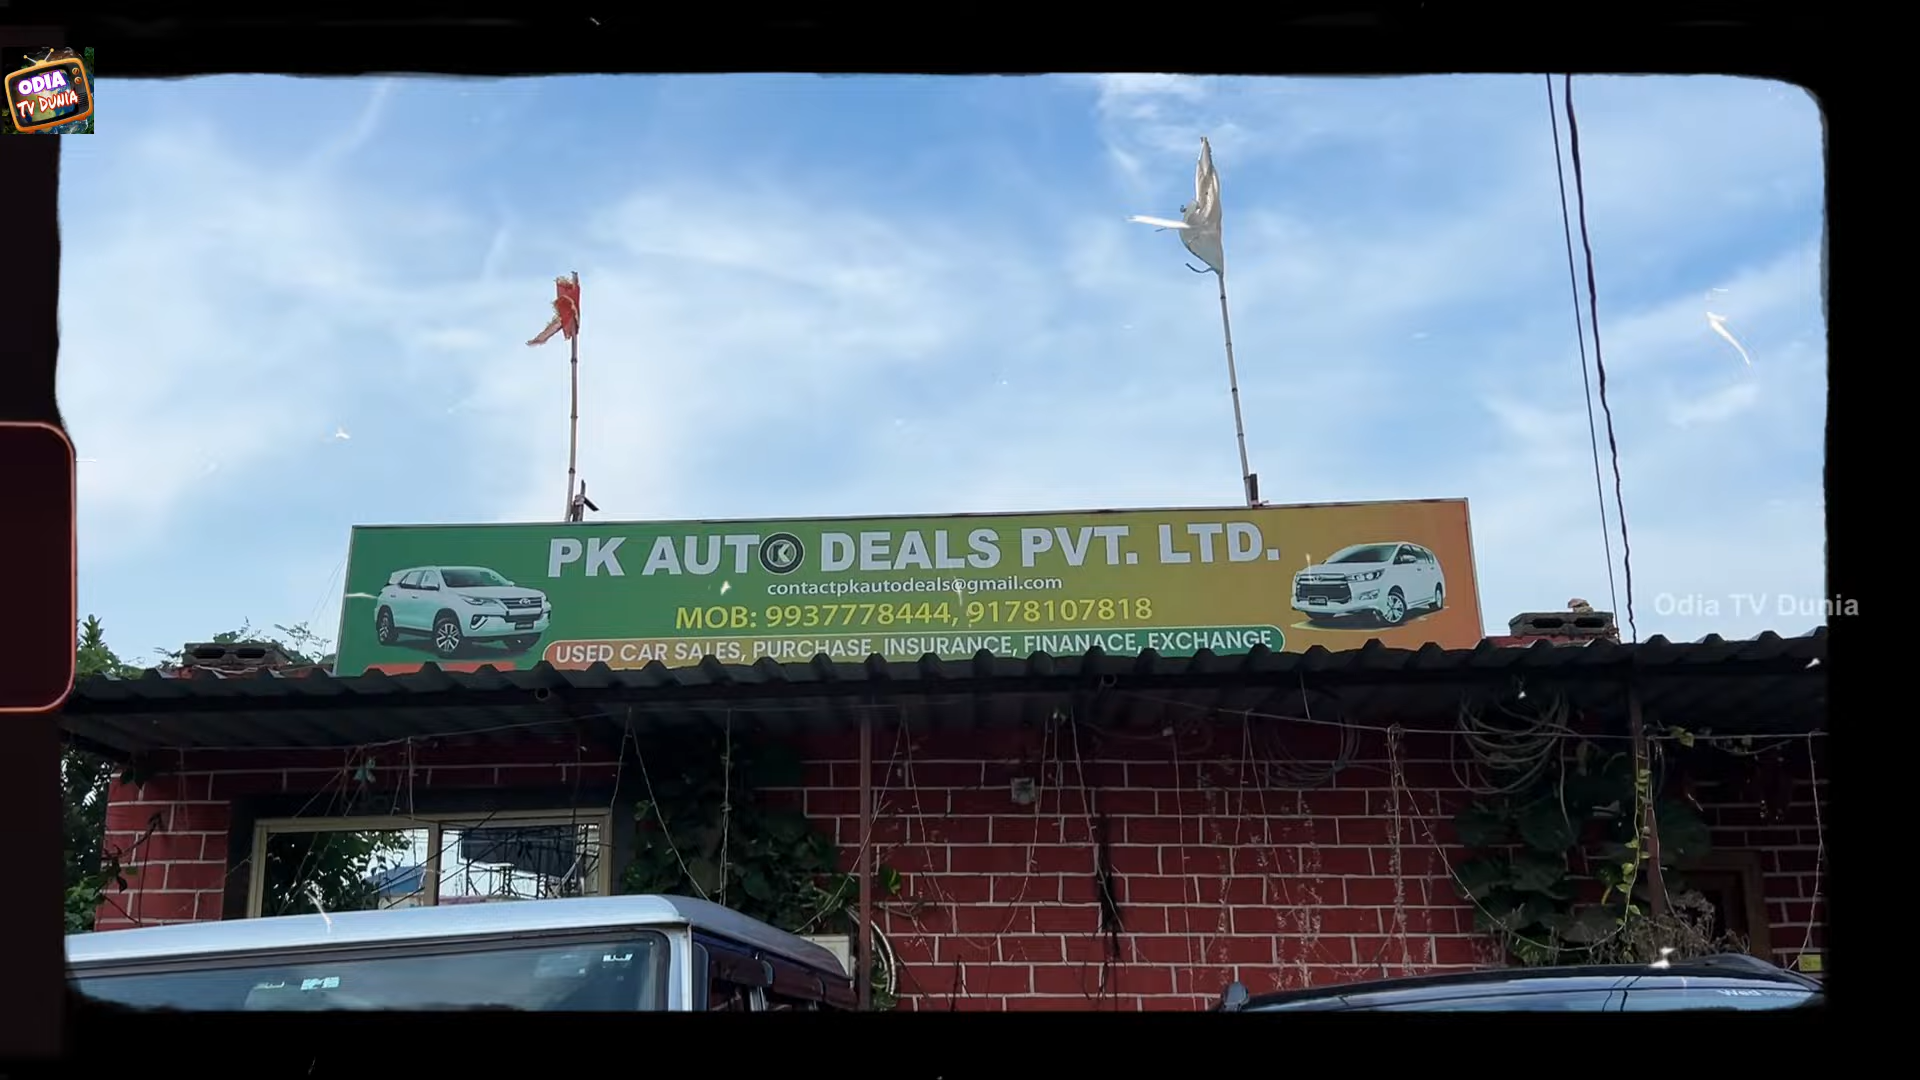 ODIA
TV DUNIA
PK AUTO DEALS PVT. LTD.
contactpkautodeals@gmail.com
MOB: 9937778444, 9178107818
USED CAR SALES, PURCHASE, INSURANCE, FINANACE, EXCHANGE
Odia TV Dunia